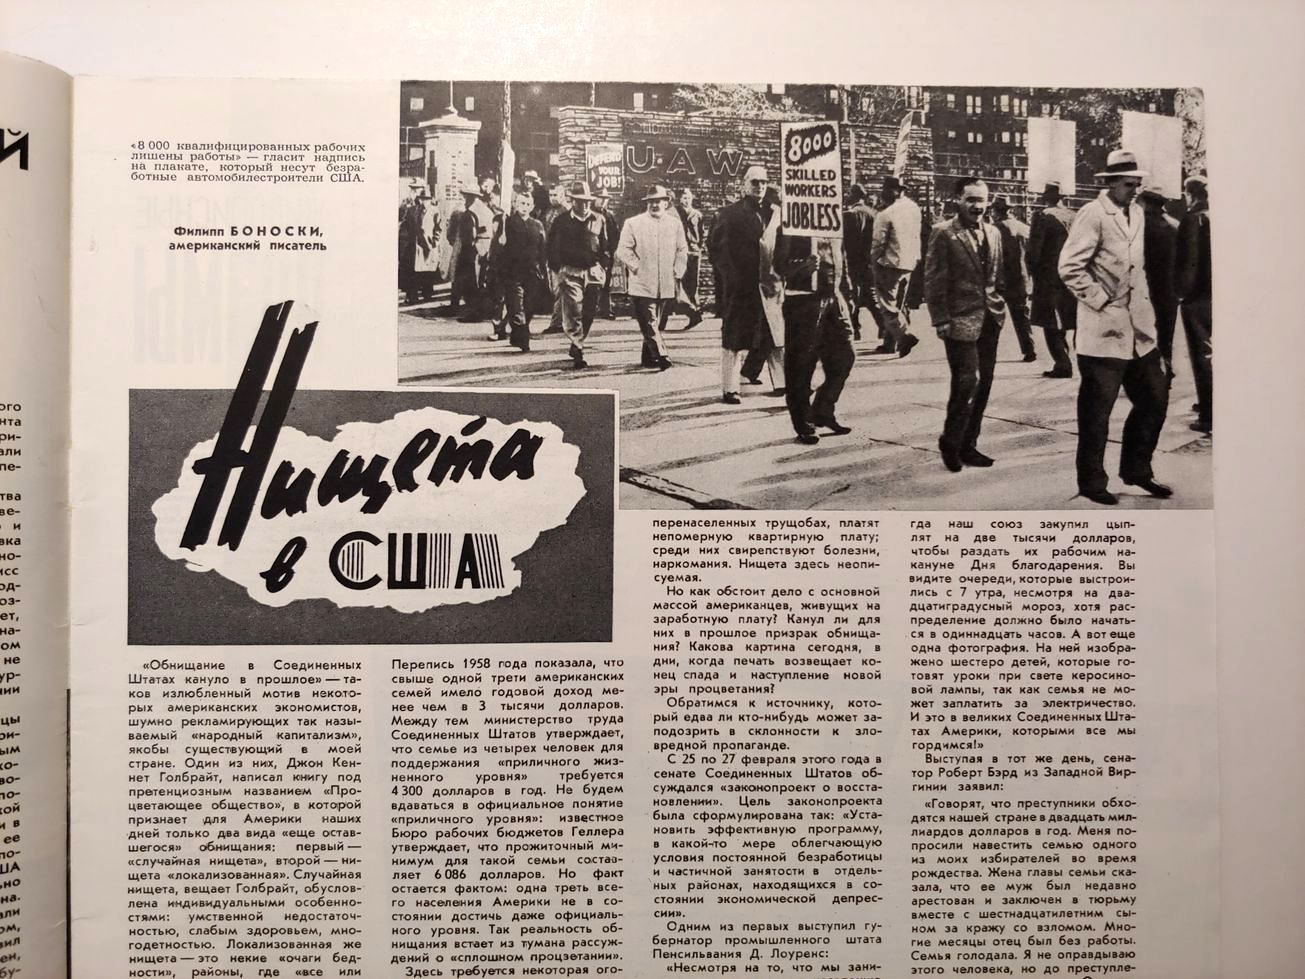 «8 000 квалифицированных рабочих
лишены работы» — гласит надпись
на плакате, который несут безра-
ботные автомобилестроители США.
Филипп БОНОСКИ,
американский писатель
DEFEND
YOUR
JOB!
U·A·W
8000
SKILLED
WORKERS
JOBLESS
Нищета
в США
«Обнищание в Соединенных
Штатах кануло в прошлое» — та-
ков излюбленный мотив некото-
рых американских экономистов,
шумно рекламирующих так назы-
ваемый «народный капитализм»,
якобы существующий в моей
стране. Один из них, Джон Кен-
нет Голбрайт, написал книгу под
претенциозным названием «Про-
цветающее общество», в которой
признает для Америки наших
дней только два вида «еще остав-
шегося» обнищания: первый —
«случайная нищета», второй — ни-
щета «локализованная». Случайная
нищета, вещает Голбрайт, обуслов-
лена индивидуальными особенно-
стями: умственной недостаточ-
ностью, слабым здоровьем, мно-
годетностью. Локализованная же
нищета — это некие «очаги бед-
ности», районы, где «все или
Перепись 1958 года показала, что
свыше одной трети американских
семей имело годовой доход ме-
нее чем в 3 тысячи долларов.
Между тем министерство труда
Соединенных Штатов утверждает,
что семье из четырех человек для
поддержания «приличного жиз-
ненного уровня» требуется
4 300 долларов в год. Не будем
вдаваться в официальное понятие
«приличного уровня»: известное
Бюро рабочих бюджетов Геллера
утверждает, что прожиточный ми-
нимум для такой семьи состав-
ляет 6 086 долларов. Но факт
остается фактом: одна треть все-
го населения Америки не в со-
стоянии достичь даже официаль-
ного уровня. Так реальность об-
нищания встает из тумана рассуж-
дений о «сплошном процветании».
Здесь требуется некоторая ого-
перенаселенных трущобах, платят
непомерную квартирную плату;
среди них свирепствуют болезни,
наркомания. Нищета здесь неопи-
суемая.
Но как обстоит дело с основной
массой американцев, живущих на
заработную плату? Канул ли для
них в прошлое призрак обнища-
ния? Какова картина сегодня, в
дни, когда печать возвещает ко-
нец спада и наступление новой
эры процветания?
Обратимся к источнику, кото-
рый едва ли кто-нибудь может за-
подозрить в склонности к зло-
вредной пропаганде.
С 25 по 27 февраля этого года в
сенате Соединенных Штатов об-
суждался «законопроект о восста-
новлении». Цель законопроекта
была сформулирована так: «Уста-
новить эффективную программу,
в какой-то мере облегчающую
условия постоянной безработицы
и частичной занятости в отдель-
ных районах, находящихся в со-
стоянии экономической депрес-
сии».
Одним из первых выступил гу-
бернатор промышленного штата
Пенсильвания Д. Лоуренс:
«Несмотря на то, что мы зани-
гда наш союз закупил цып-
лят на две тысячи долларов,
чтобы раздать их рабочим на-
кануне Дня благодарения. Вы
видите очереди, которые выстрои-
лись с 7 утра, несмотря на два-
дцатиградусный мороз, хотя рас-
пределение должно было начать-
ся в одиннадцать часов. А вот еще
одна фотография. На ней изобра-
жено шестеро детей, которые го-
товят уроки при свете керосино-
вой лампы, так как семья не мо-
жет заплатить за электричество.
И это в великих Соединенных Шта-
тах Америки, которыми все мы
гордимся!»
Выступая в тот же день, сена-
тор Роберт Бэрд из Западной Вир-
гинии заявил:
«Говорят, что преступники обхо-
дятся нашей стране в двадцать мил-
лиардов долларов в год. Меня по-
просили навестить семью одного
из моих избирателей во время
рождества. Жена главы семьи ска-
зала, что ее муж был недавно
арестован и заключен в тюрьму
вместе с шестнадцатилетним сы-
ном за кражу со взломом. Мно-
гие месяцы отец был без работы.
Семья голодала. Я не оправдываю
этого человека, но до преступле-